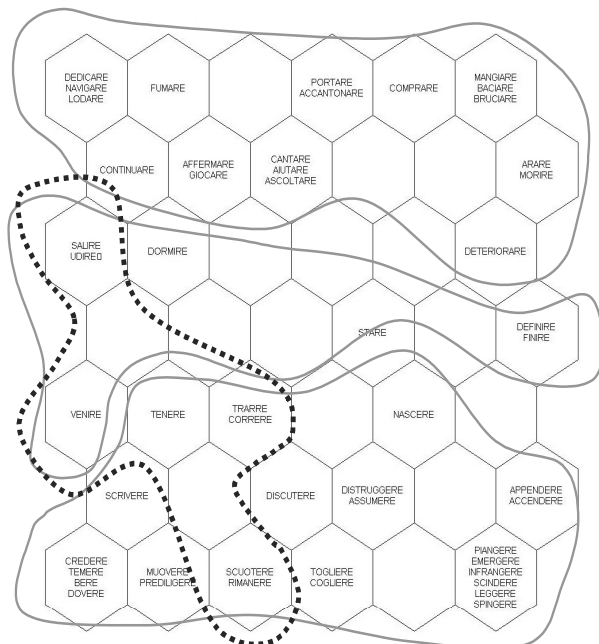 DEDICARE
NAVIGARE
LODARE
FUMARE
PORTARE
ACCANTONARE
COMPRARE
MANGIARE
BACIARE
BRUCIARE
CONTINUARE
AFFERMARE
GIOCARE
CANTARE
AIUTARE
ASCOLTARE
ARARE
MORIRE
SALIRE
UDIRE▯
DORMIRE
DETERIORARE
STARE
DEFINIRE
FINIRE
VENIRE
TENERE
TRARRE
CORRERE
NASCERE
SCRIVERE
DISCUTERE
DISTRUGGERE
ASSUMERE
APPENDERE
ACCENDERE
CREDERE
TEMERE
BERE
DOVERE
MUOVERE
PREDILIGERE
SCUOTERE
RIMANERE
TOGLIERE
COGLIERE
PIANGERE
EMERGERE
INFRANGERE
SCINDERE
LEGGERE
SPINGERE